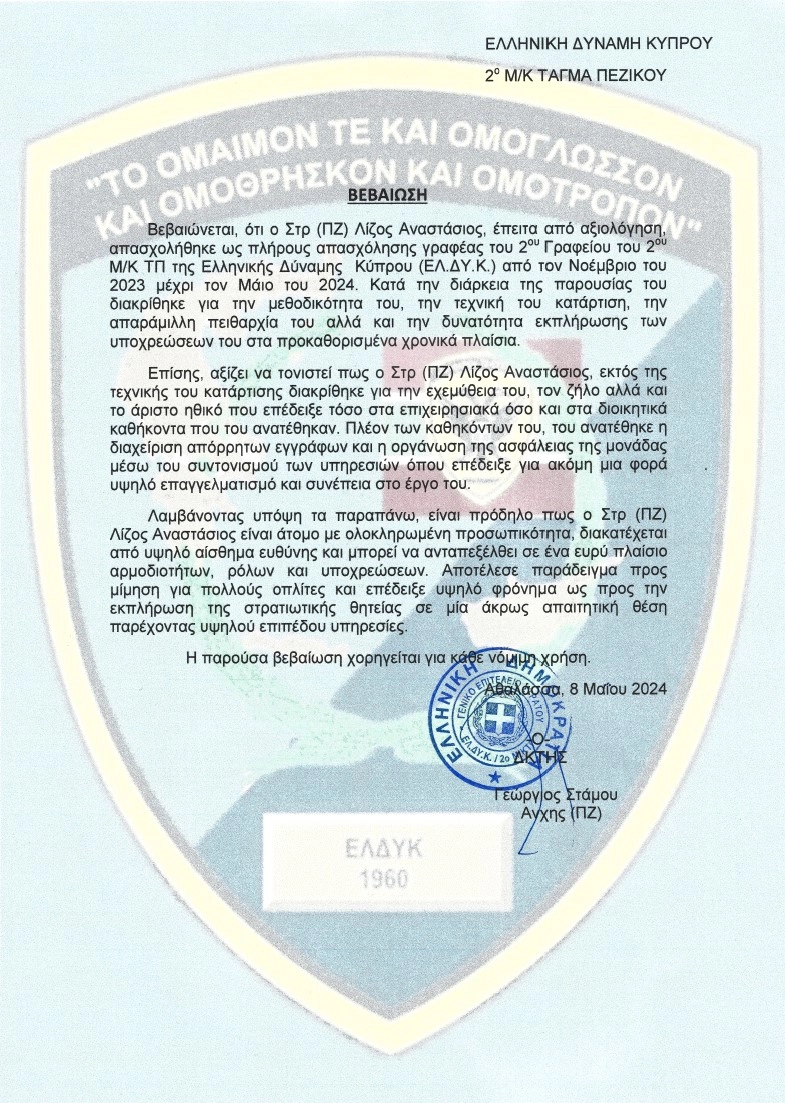 ΕΛΛΗΝΙΚΗ ΔΥΝΑΜΗ ΚΥΠΡΟΥ
2ο Μ/Κ ΤΑΓΜΑ ΠΕΖΙΚΟΥ
"ΤΟ ΟΜΑΙΜΟΝ ΤΕ ΚΑΙ ΟΜΟΓΛΩΣΣΟΝ
ΚΑΙ ΟΜΟΘΡΗΣΚΟΝ ΚΑΙ ΟΜΟΤΡΟΠΟΝ"
ΒΕΒΑΙΩΣΗ
Βεβαιώνεται, ότι ο Στρ (ΠΖ) Λίζος Αναστάσιος, έπειτα από αξιολόγηση,
απασχολήθηκε ως πλήρους απασχόλησης γραφέας του 2ου Γραφείου του 2ου
Μ/Κ ΤΠ της Ελληνικής Δύναμης Κύπρου (ΕΛ.ΔΥ.Κ.) από τον Νοέμβριο του
2023 μέχρι τον Μάιο του 2024. Κατά την διάρκεια της παρουσίας του
διακρίθηκε για την μεθοδικότητα του, την τεχνική του κατάρτιση, την
απαράμιλλη πειθαρχία του αλλά και την δυνατότητα εκπλήρωσης των
υποχρεώσεων του στα προκαθορισμένα χρονικά πλαίσια.
Επίσης, αξίζει να τονιστεί πως ο Στρ (ΠΖ) Λίζος Αναστάσιος, εκτός της
τεχνικής του κατάρτισης διακρίθηκε για την εχεμύθεια του, τον ζήλο αλλά και
το άριστο ηθικό που επέδειξε τόσο στα επιχειρησιακά όσο και στα διοικητικά
καθήκοντα που του ανατέθηκαν. Πλέον των καθηκόντων του, του ανατέθηκε η
διαχείριση απόρρητων εγγράφων και η οργάνωση της ασφάλειας της μονάδας
μέσω του συντονισμού των υπηρεσιών όπου επέδειξε για ακόμη μια φορά
υψηλό επαγγελματισμό και συνέπεια στο έργο του.
Λαμβάνοντας υπόψη τα παραπάνω, είναι πρόδηλο πως ο Στρ (ΠΖ)
Λίζος Αναστάσιος είναι άτομο με ολοκληρωμένη προσωπικότητα, διακατέχεται
από υψηλό αίσθημα ευθύνης και μπορεί να ανταπεξέλθει σε ένα ευρύ πλαίσιο
αρμοδιοτήτων, ρόλων και υποχρεώσεων. Αποτέλεσε παράδειγμα προς
μίμηση για πολλούς οπλίτες και επέδειξε υψηλό φρόνημα ως προς την
εκπλήρωση της στρατιωτικής θητείας σε μία άκρως απαιτητική θέση
παρέχοντας υψηλού επιπέδου υπηρεσίες.
Η παρούσα βεβαίωση χορηγείται για κάθε νόμιμη χρήση.
Αθαλάσσα, 8 Μαΐου 2024
ΕΛΛΗΝΙΚΗ ΔΗΜΟΚΡΑΤΙΑ
ΓΕΝΙΚΟ ΕΠΙΤΕΛΕΙΟ ΣΤΡΑΤΟΥ
ΕΛ.ΔΥ.Κ. / 2ο Μ/Κ ΤΠ
-Ο-
ΔΚΤΗΣ
Γεώργιος Στάμου
Ανχης (ΠΖ)
ΕΛΔΥΚ
1960